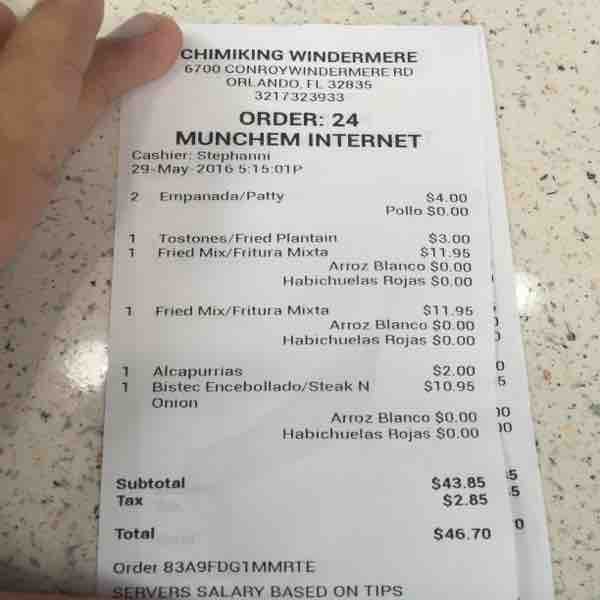 CHIMIKING WINDERMERE
6700 CONROYWINDERMERE RD
ORLANDO, FL 32835
3217323933
ORDER: 24
MUNCHEM INTERNET
Cashier: Stephanni
29-May-2016 5:15:01P
2 Empanada/Patty $4.00
Pollo $0.00
1 Tostones/Fried Plantain $3.00
1 Fried Mix/Fritura Mixta $11.95
Arroz Blanco $0.00
Habichuelas Rojas $0.00
1 Fried Mix/Fritura Mixta $11.95
Arroz Blanco $0.00
Habichuelas Rojas $0.00
1 Alcapurrias $2.00
1 Bistec Encebollado/Steak N $10.95
Onion
Arroz Blanco $0.00
Habichuelas Rojas $0.00
Subtotal $43.85
Tax $2.85
Total $46.70
Order 83A9FDG1MMRTE
SERVERS SALARY BASED ON TIPS